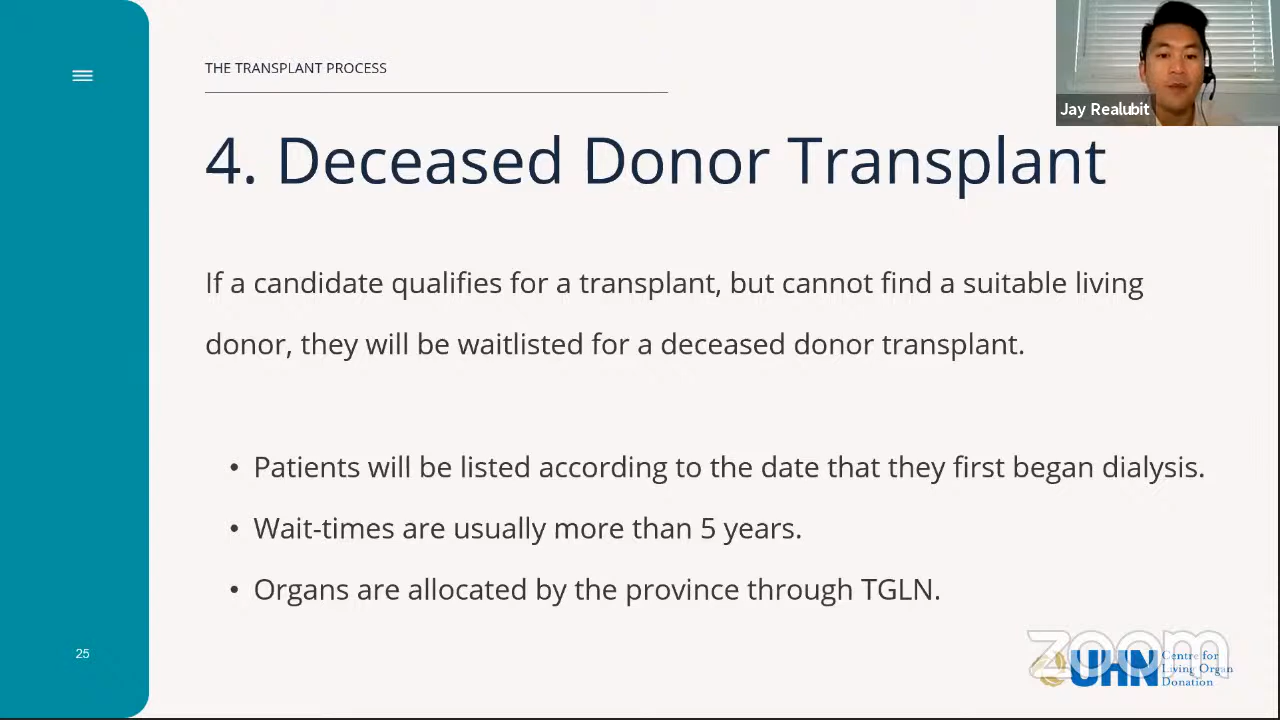 THE TRANSPLANT PROCESS
Jay Realubit
4. Deceased Donor Transplant
If a candidate qualifies for a transplant, but cannot find a suitable living
donor, they will be waitlisted for a deceased donor transplant.
• Patients will be listed according to the date that they first began dialysis.
• Wait-times are usually more than 5 years.
• Organs are allocated by the province through TGLN.
25
zoom
UHN
Centre for
Living Organ
Donation